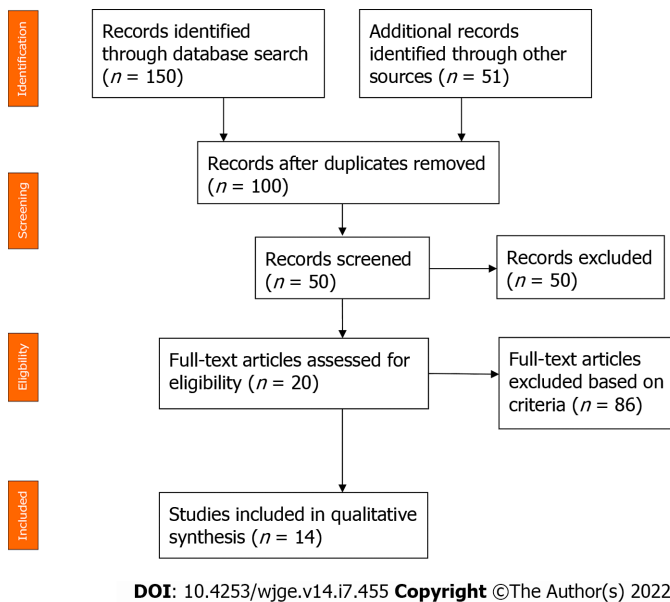 Identification
Records identified
through database search
(n = 150)
Additional records
identified through other
sources (n = 51)
Records after duplicates removed
(n = 100)
Screening
Records screened
(n = 50)
Records excluded
(n = 50)
Eligbility
Full-text articles assessed for
eligibility (n = 20)
Full-text articles
excluded based on
criteria (n = 86)
Included
Studies included in qualitative
synthesis (n = 14)
DOI: 10.4253/wjge.v14.i7.455 Copyright ©The Author(s) 2022